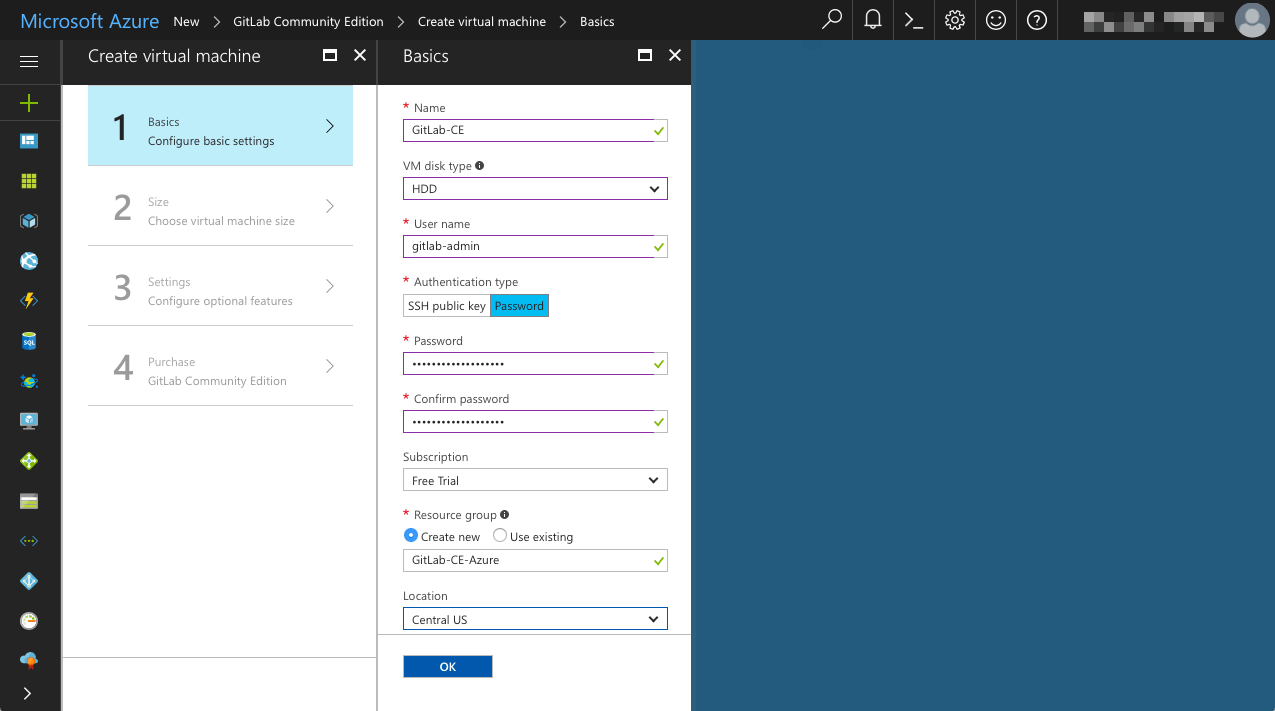 Microsoft Azure New > GitLab Community Edition > Create virtual machine > Basics
Create virtual machine
1
Basics
Configure basic settings
2
Size
Choose virtual machine size
3
Settings
Configure optional features
4
Purchase
GitLab Community Edition
Basics
* Name
GitLab-CE
VM disk type
HDD
* User name
gitlab-admin
* Authentication type
SSH public key Password
* Password
•••••••••••••••••••
* Confirm password
•••••••••••••••••••
Subscription
Free Trial
* Resource group
Create new Use existing
GitLab-CE-Azure
Location
Central US
OK
SQL